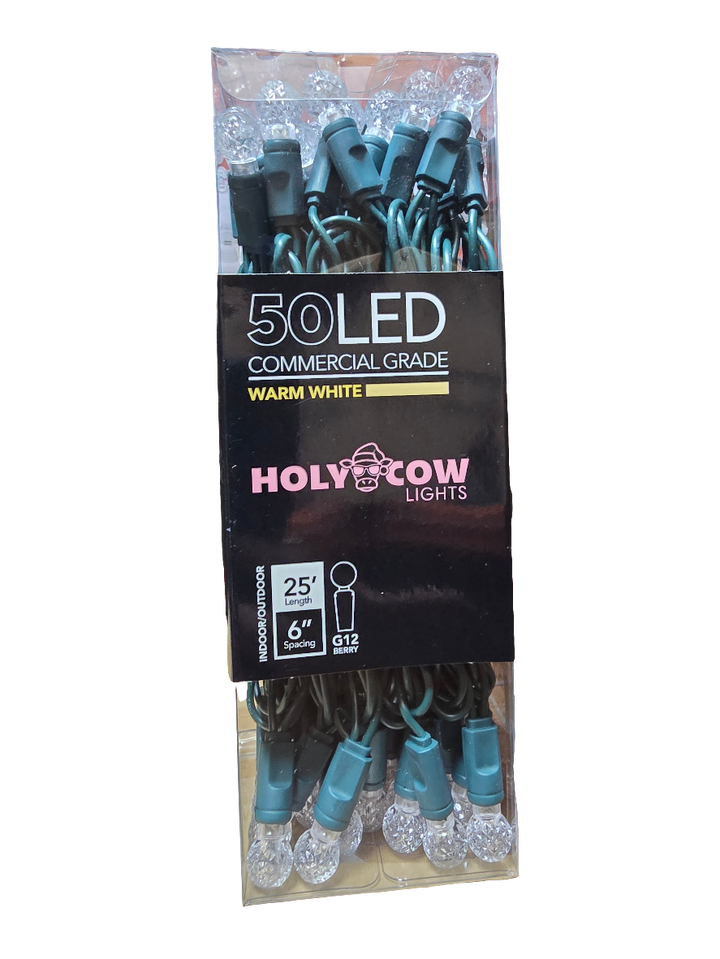 50LED
COMMERCIAL GRADE
WARM WHITE
HOLY COW
LIGHTS
INDOOR/OUTDOOR
25'
Length
6"
Spacing
G12
BERRY